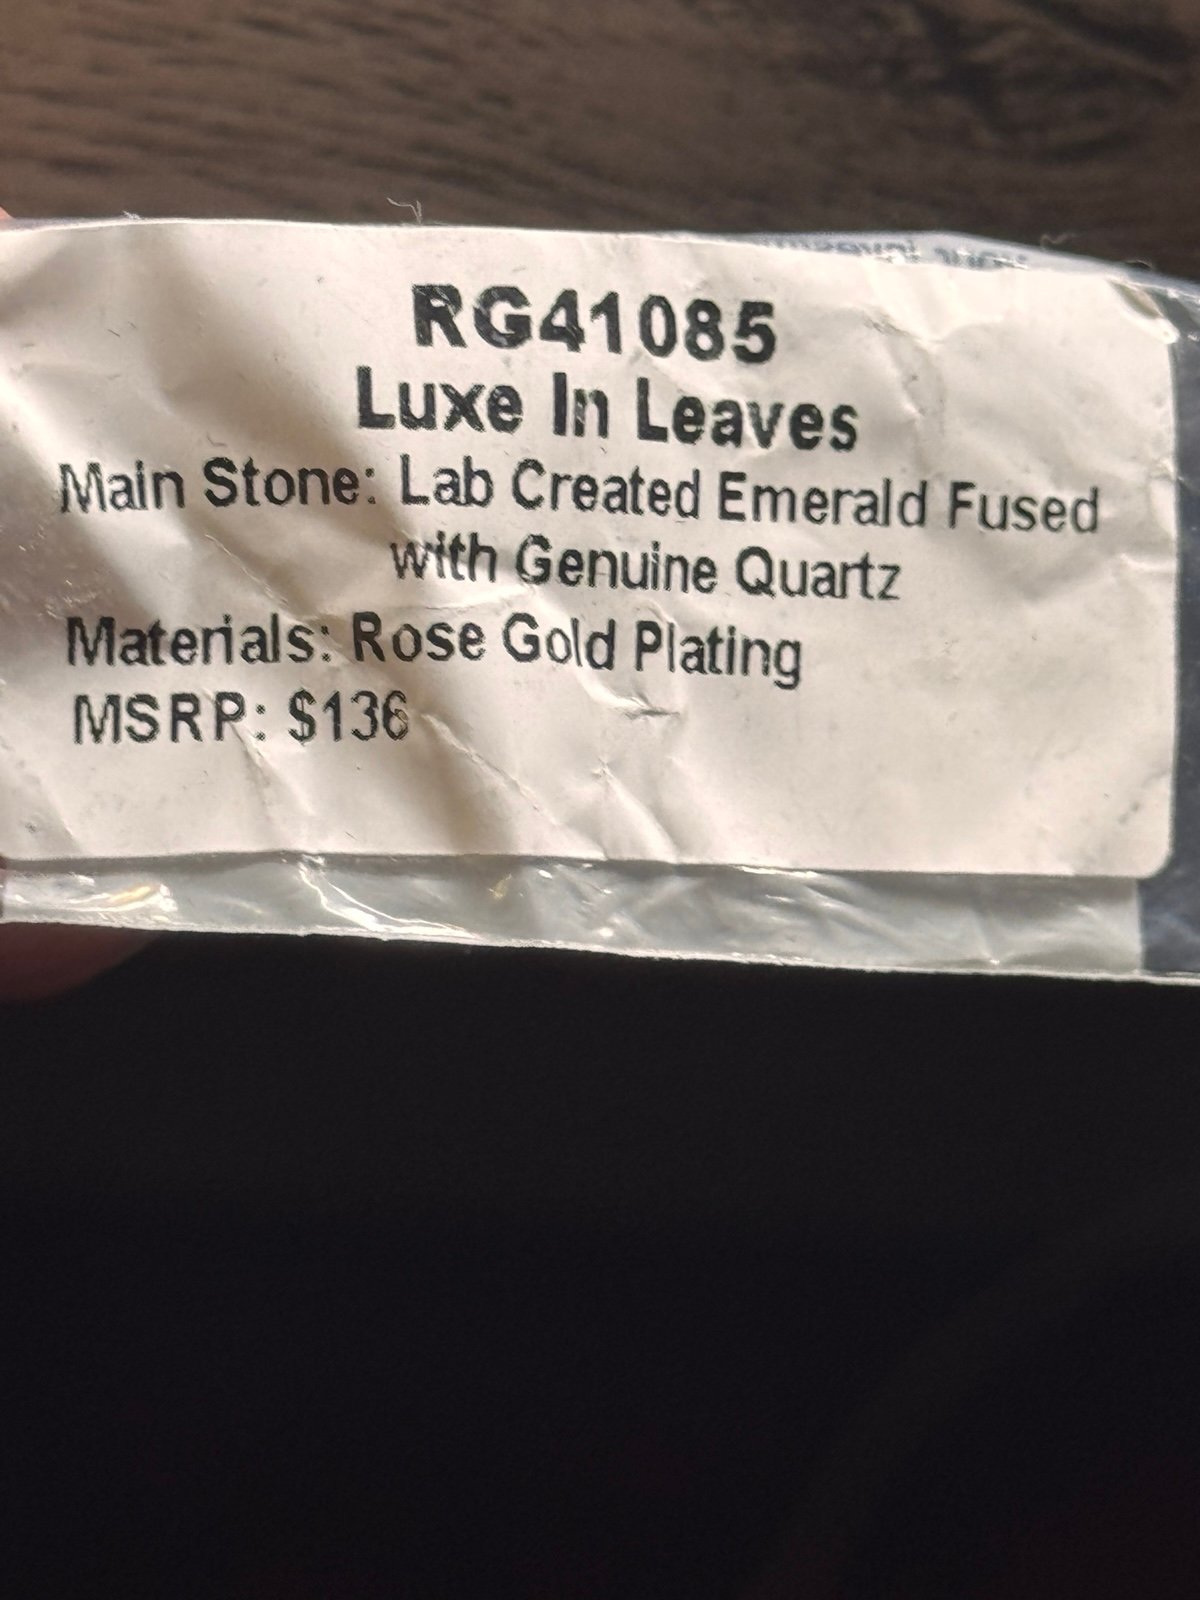 RG41085
Luxe In Leaves
Main Stone: Lab Created Emerald Fused
with Genuine Quartz
Materials: Rose Gold Plating
MSRP: $136